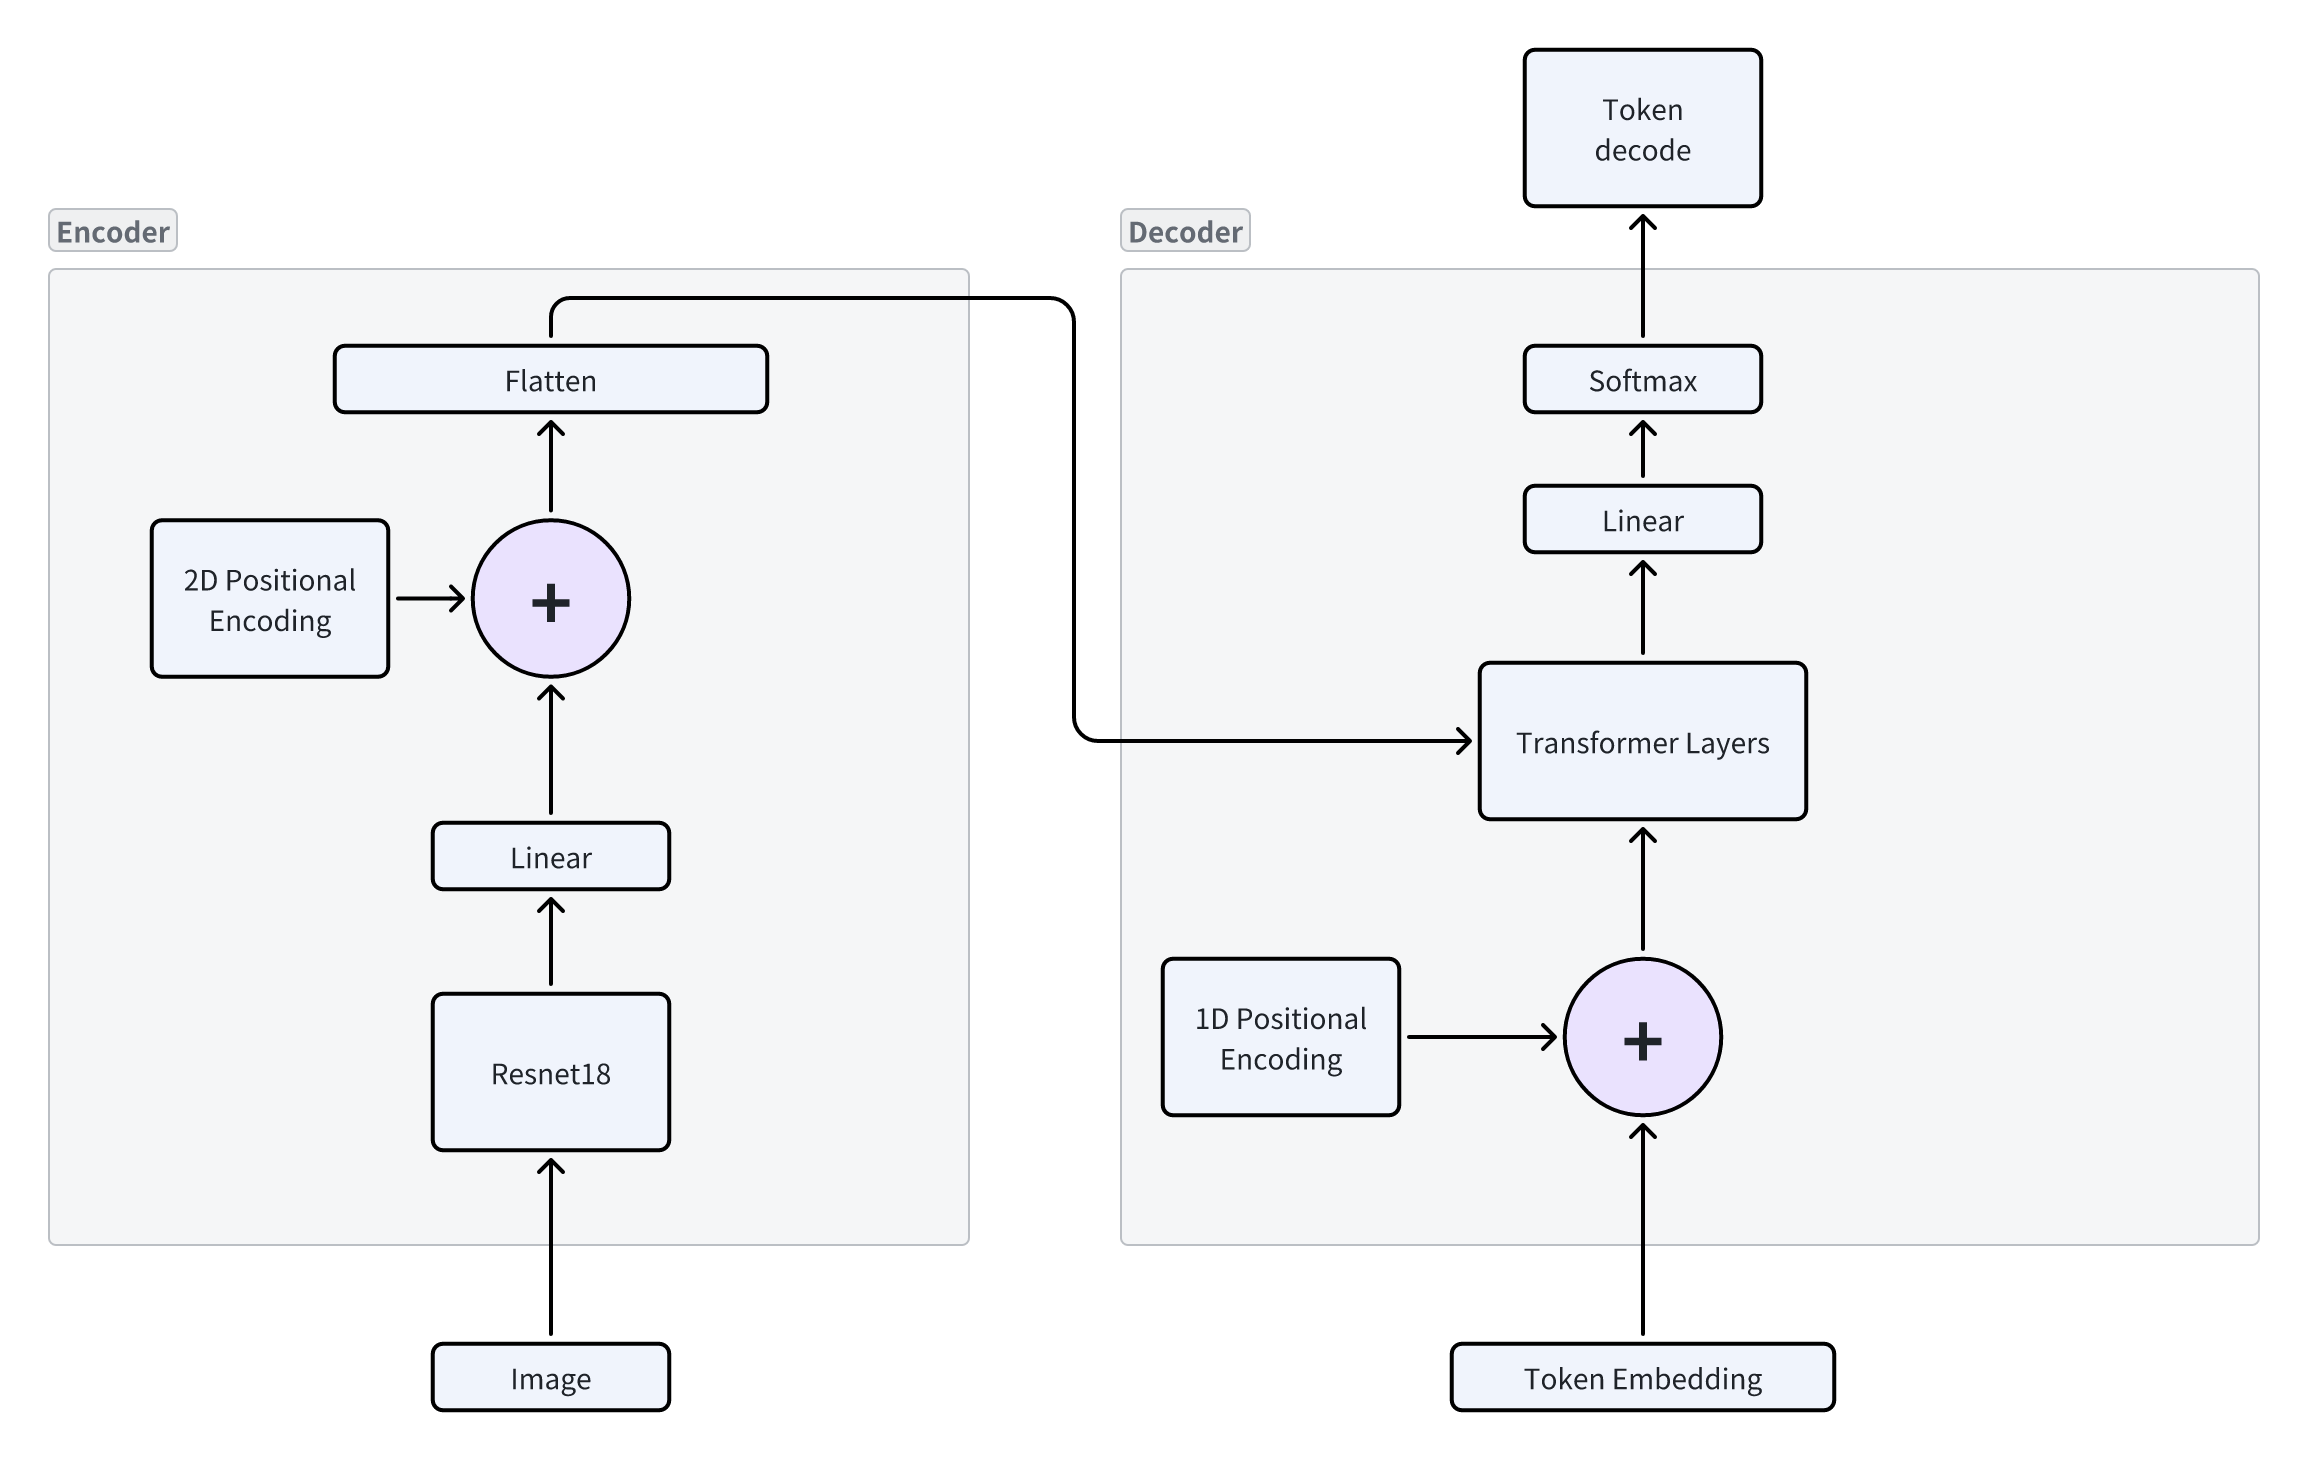 Token
decode
Encoder
Decoder
Flatten
Softmax
Linear
2D Positional
Encoding
+
Transformer Layers
Linear
1D Positional
Encoding
+
Resnet18
Image
Token Embedding